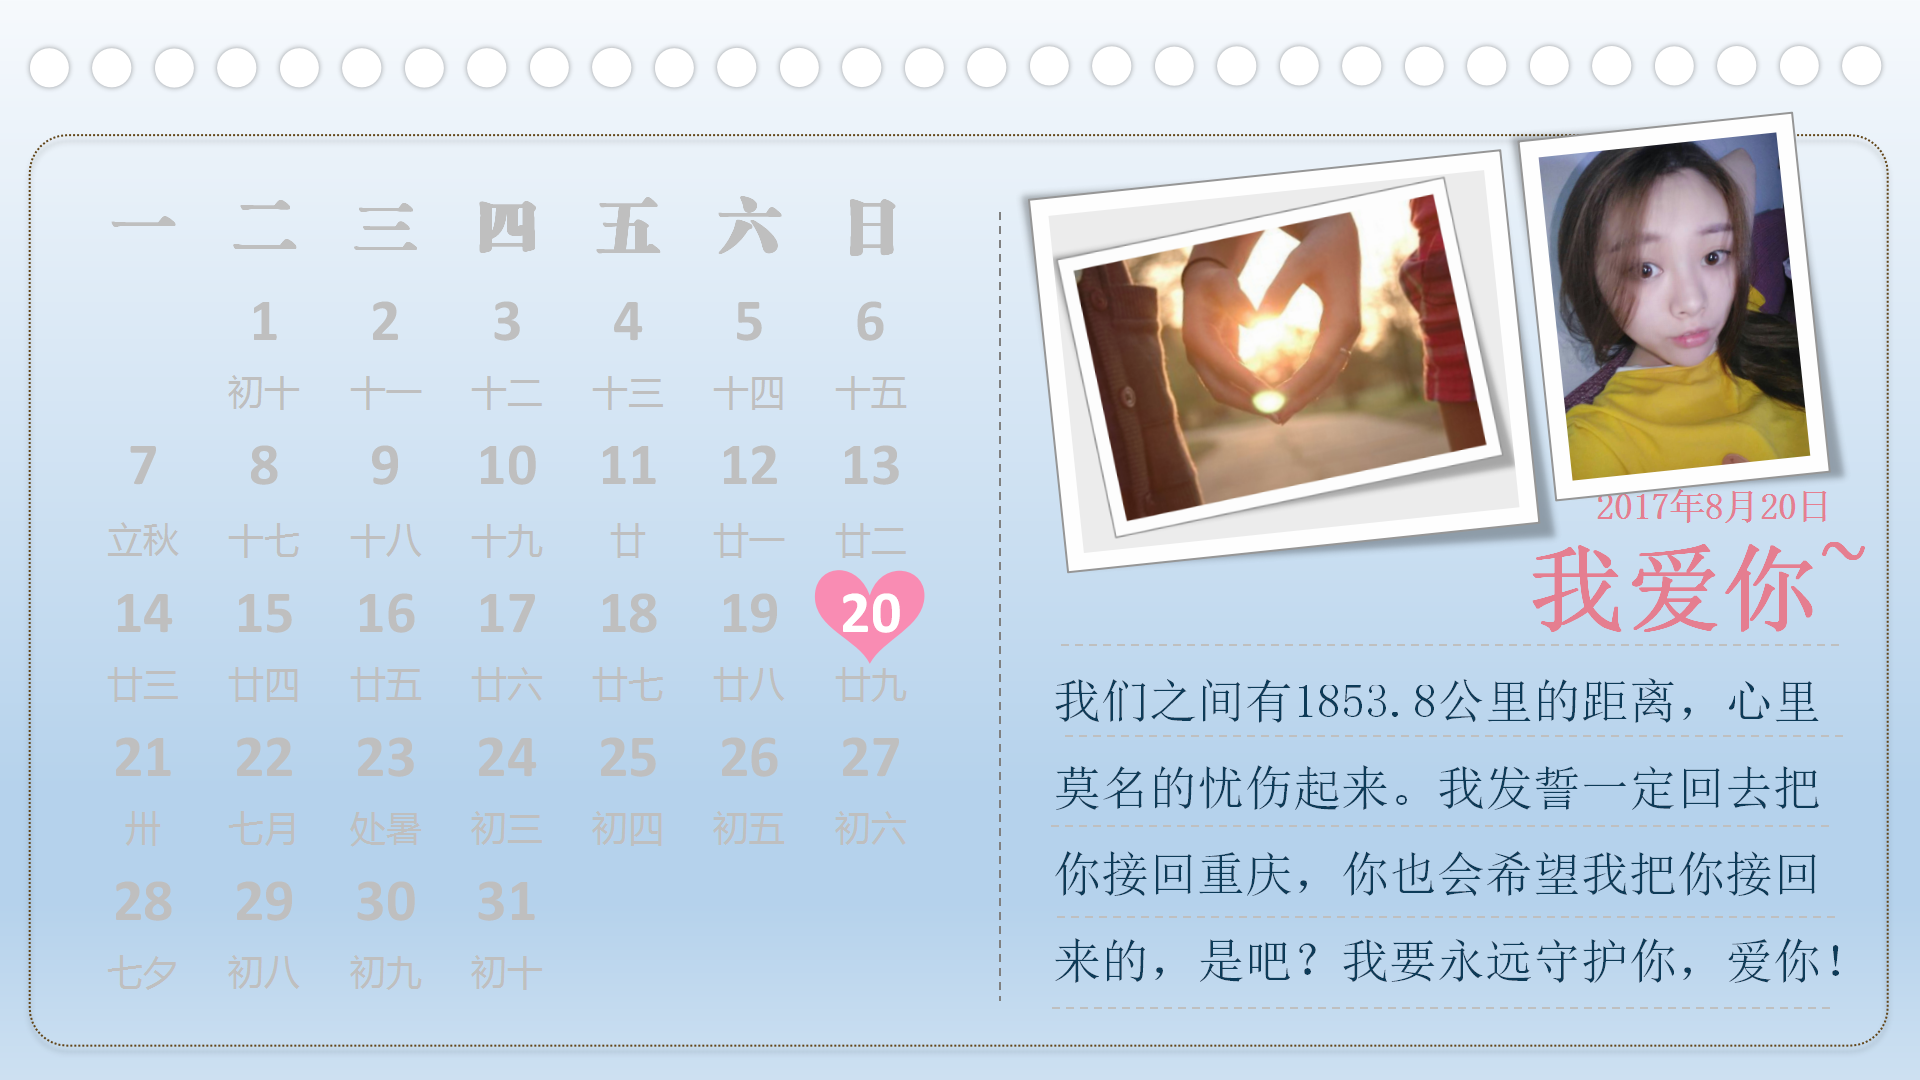 一 二 三 四 五 六 日
1 2 3 4 5 6
初十 十一 十二 十三 十四 十五
7 8 9 10 11 12 13
立秋 十七 十八 十九 廿 廿一 廿二
14 15 16 17 18 19 20
廿三 廿四 廿五 廿六 廿七 廿八 廿九
21 22 23 24 25 26 27
卅 七月 处暑 初三 初四 初五 初六
28 29 30 31
七夕 初八 初九 初十
2017年8月20日
我爱你~
我们之间有1853.8公里的距离，心里
莫名的忧伤起来。我发誓一定回去把
你接回重庆，你也会希望我把你接回
来的，是吧？我要永远守护你，爱你！